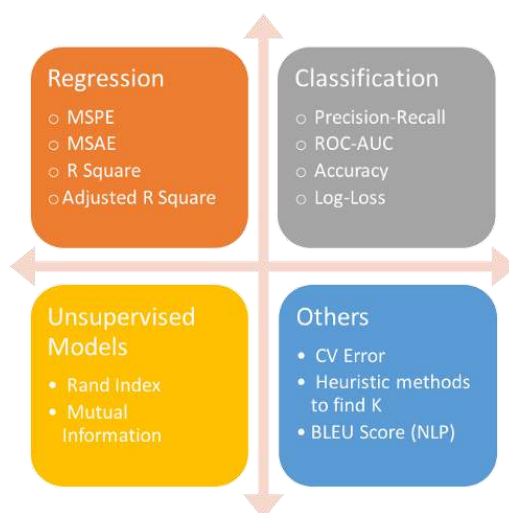 Regression
○ MSPE
○ MSAE
○ R Square
○ Adjusted R Square
Classification
○ Precision-Recall
○ ROC-AUC
○ Accuracy
○ Log-Loss
Unsupervised
Models
• Rand Index
• Mutual
Information
Others
• CV Error
• Heuristic methods
to find K
• BLEU Score (NLP)